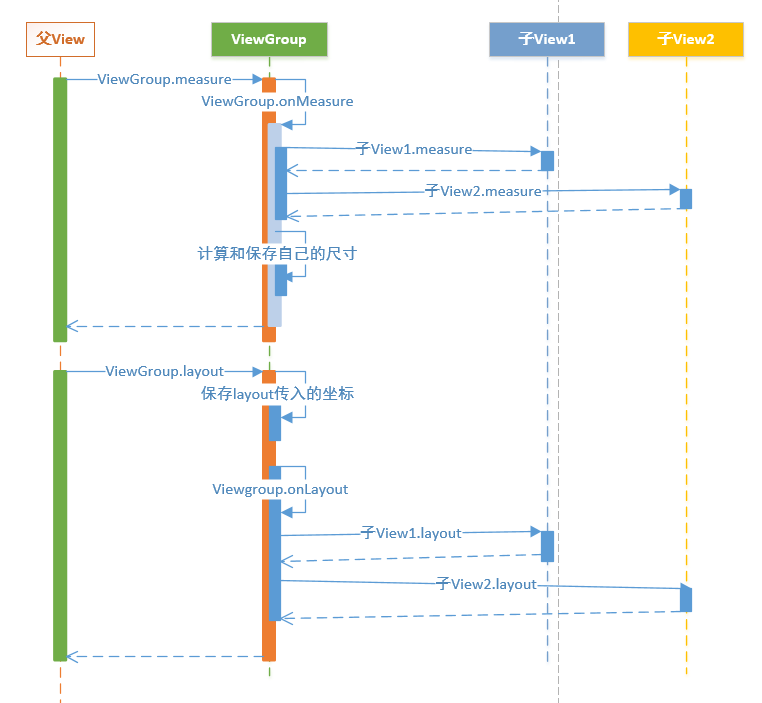 父View
ViewGroup
子View1
子View2
ViewGroup.measure
ViewGroup.onMeasure
子View1.measure
子View2.measure
计算和保存自己的尺寸
ViewGroup.layout
保存layout传入的坐标
Viewgroup.onLayout
子View1.layout
子View2.layout